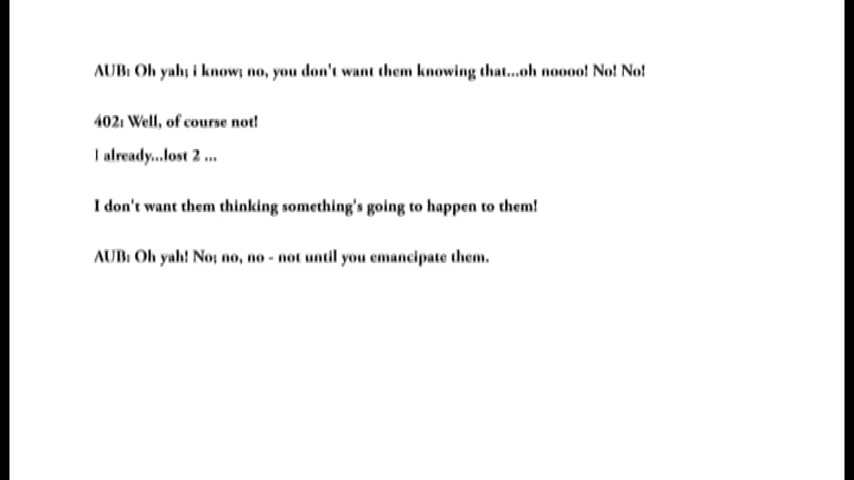 AUB: Oh yah; i know; no, you don't want them knowing that...oh noooo! No! No!
402: Well, of course not!
I already...lost 2 ...
I don't want them thinking something's going to happen to them!
AUB: Oh yah! No; no, no - not until you emancipate them.